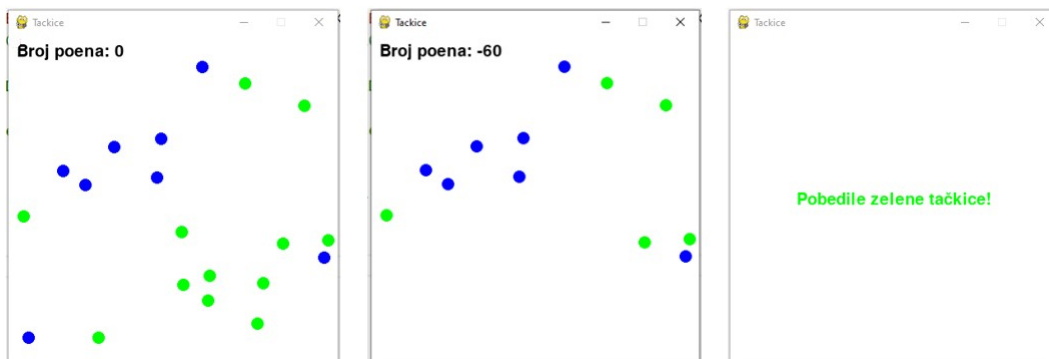 Tackice
Broj poena: 0
Tackice
Broj poena: -60
Tackice
Pobedile zelene tačkice!